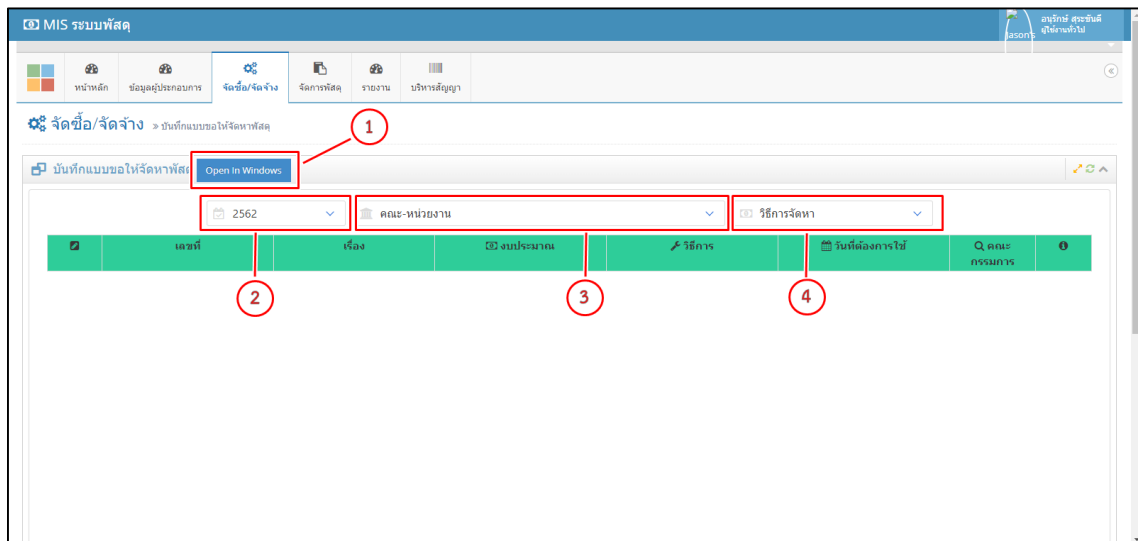 MIS ระบบพัสดุ
Jason's
อนุรักษ์ สุระขันตี
ผู้ใช้งานทั่วไป
หน้าหลัก
ข้อมูลผู้ประกอบการ
จัดซื้อ/จัดจ้าง
จัดการพัสดุ
รายงาน
บริหารสัญญา
จัดซื้อ/จัดจ้าง » บันทึกแบบขอให้จัดหาพัสดุ
1
บันทึกแบบขอให้จัดหาพัสดุ Open In Windows
2562
คณะ-หน่วยงาน
วิธีการจัดหา
เลขที่
เรื่อง
งบประมาณ
วิธีการ
วันที่ต้องการใช้
คณะ
กรรมการ
2
3
4